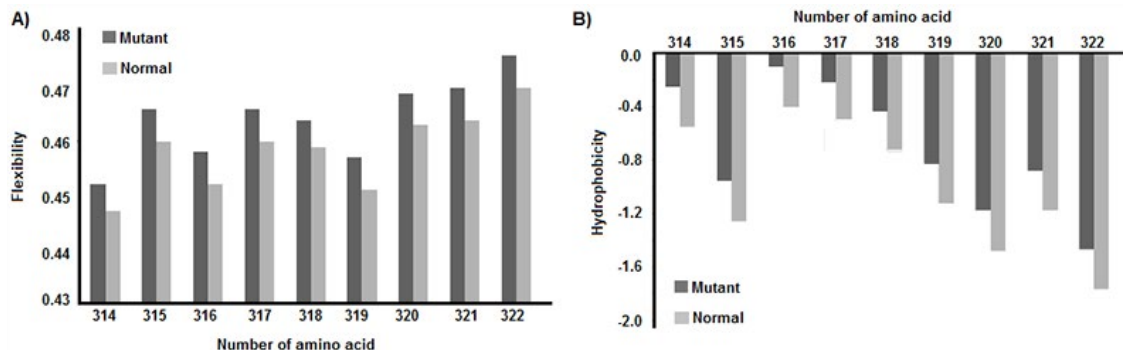 A)
0.48
0.47
0.46
0.45
0.44
0.43
Flexibility
Mutant
Normal
314 315 316 317 318 319 320 321 322
Number of amino acid
B)
Number of amino acid
314 315 316 317 318 319 320 321 322
0.0
-0.4
-0.8
-1.2
-1.6
-2.0
Hydrophobicity
Mutant
Normal